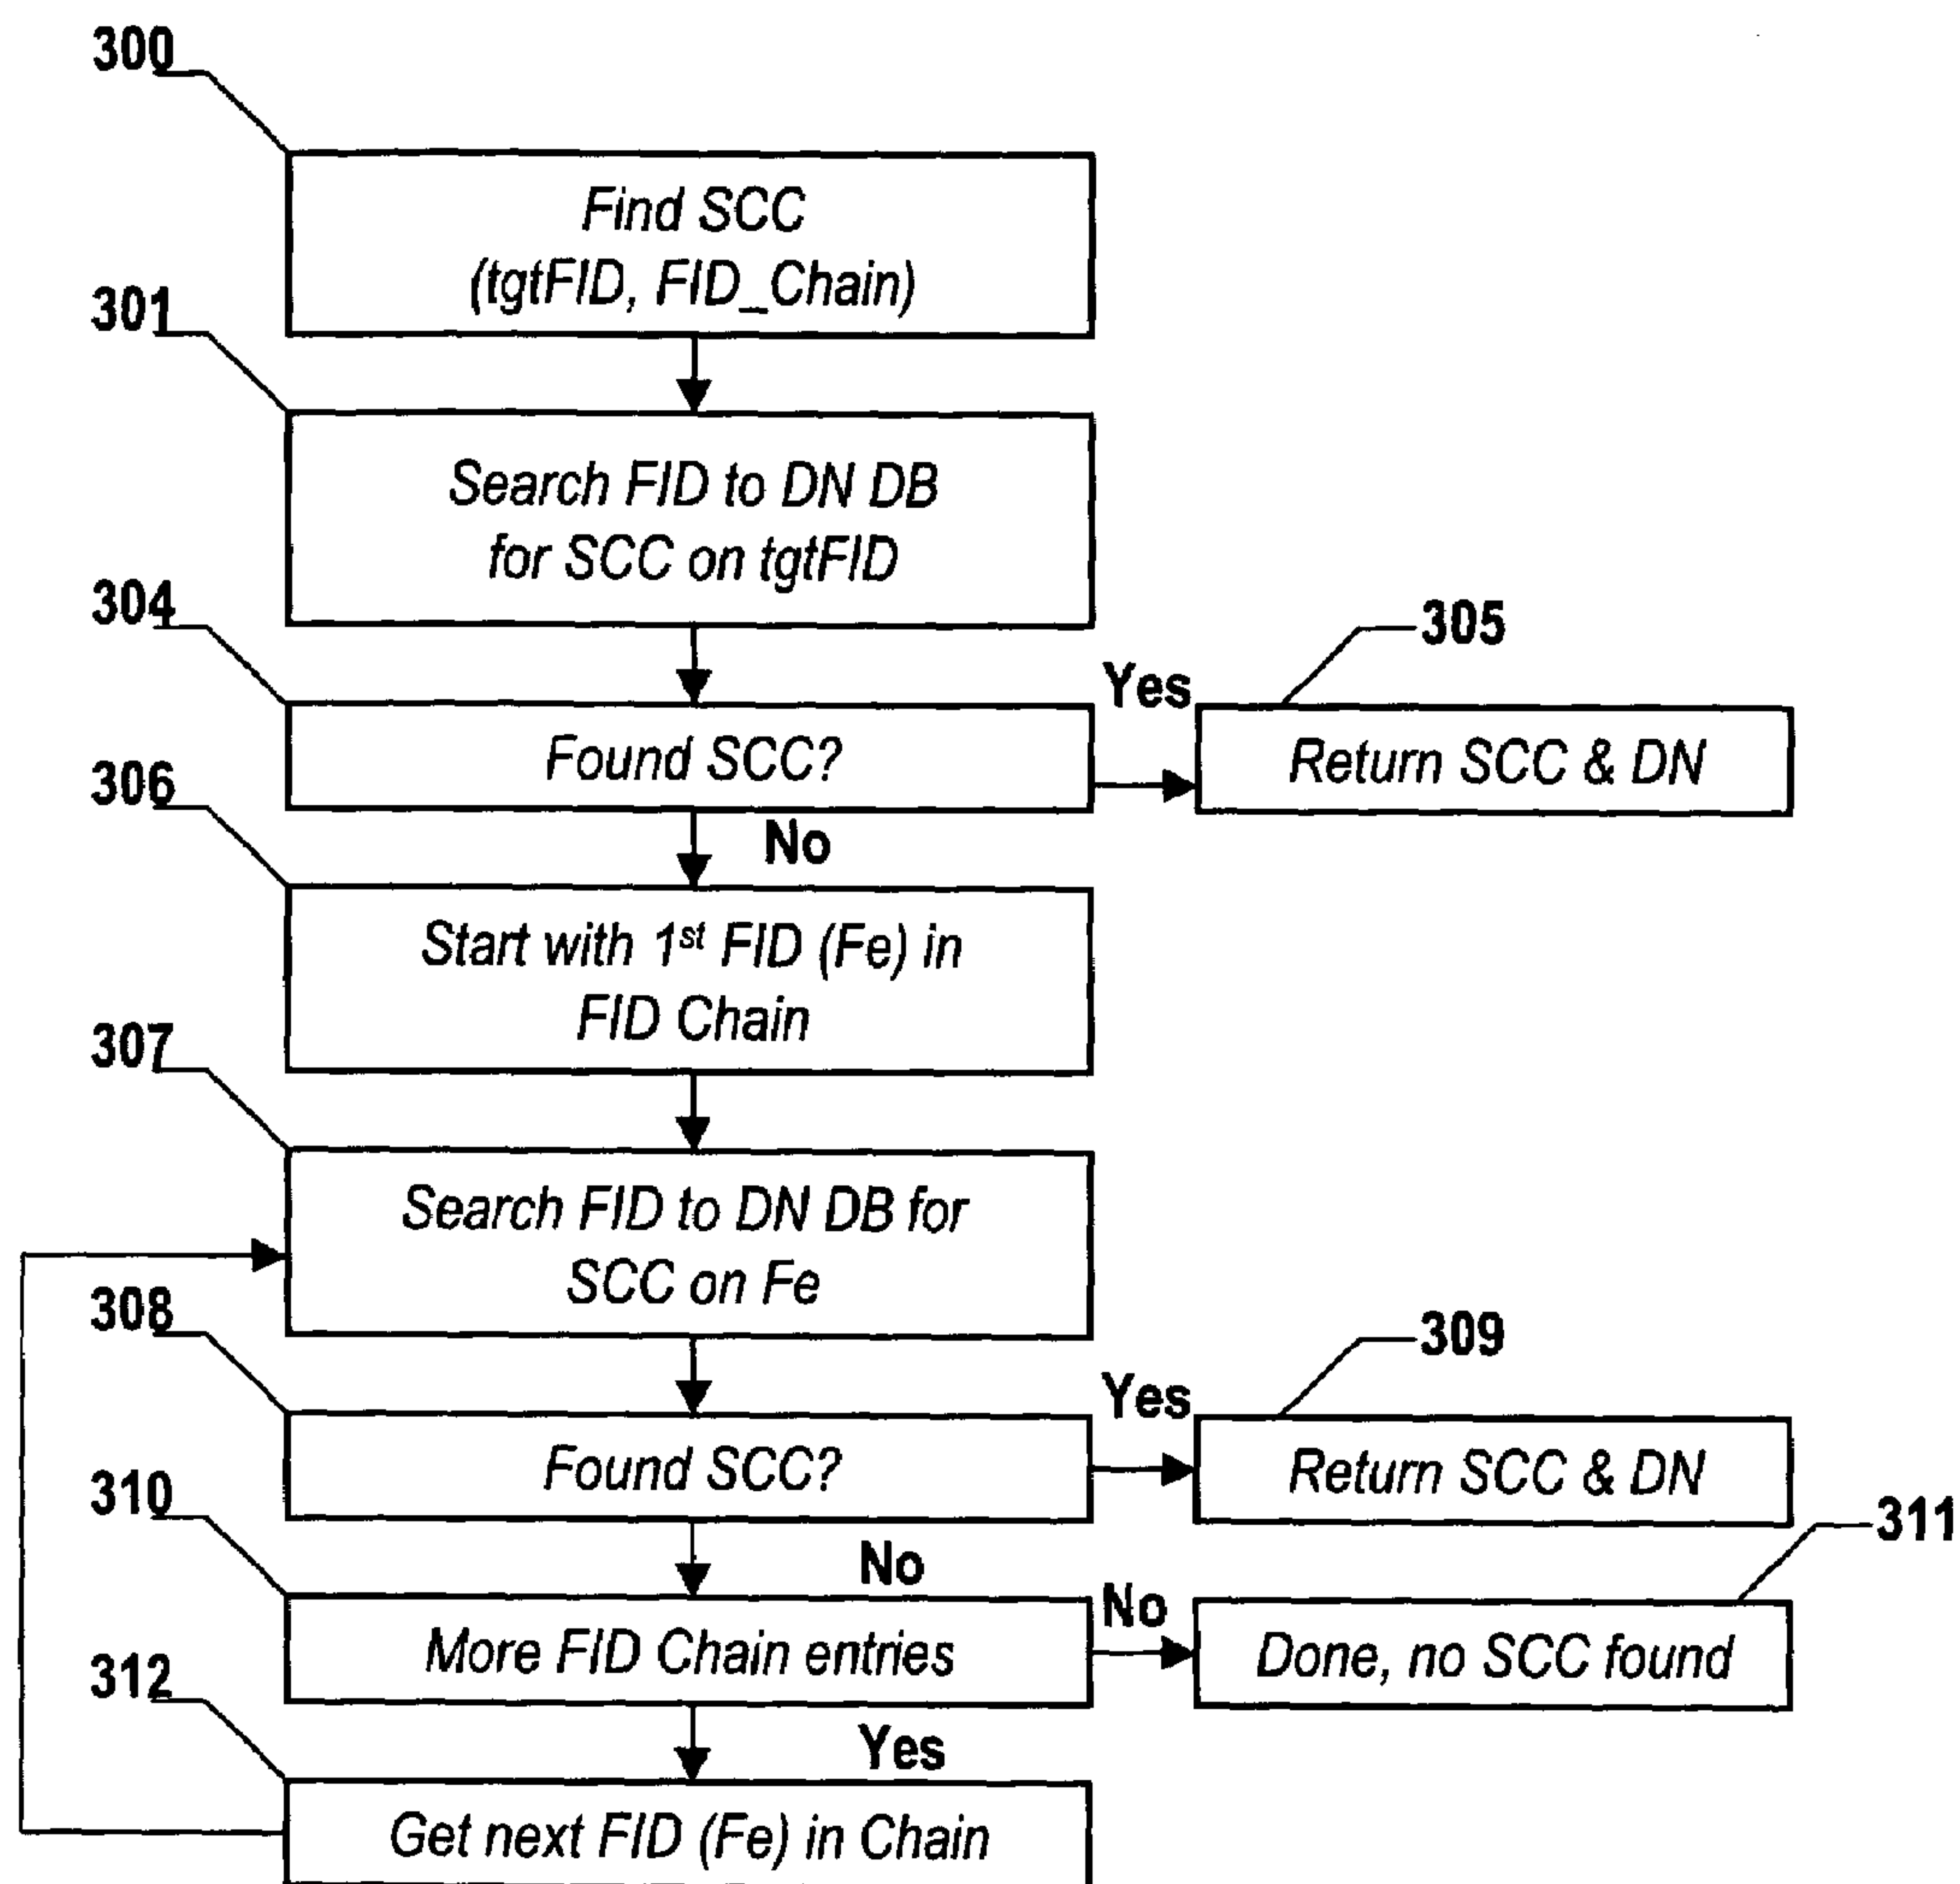 300
Find SCC
(tgtFID, FID_Chain)
301
Search FID to DN DB
for SCC on tgtFID
304
Found SCC?
Yes
305
Return SCC & DN
306
No
Start with 1st FID (Fe) in
FID Chain
307
Search FID to DN DB for
SCC on Fe
308
Found SCC?
Yes
309
Return SCC & DN
310
No
More FID Chain entries
No
311
Done, no SCC found
312
Yes
Get next FID (Fe) in Chain